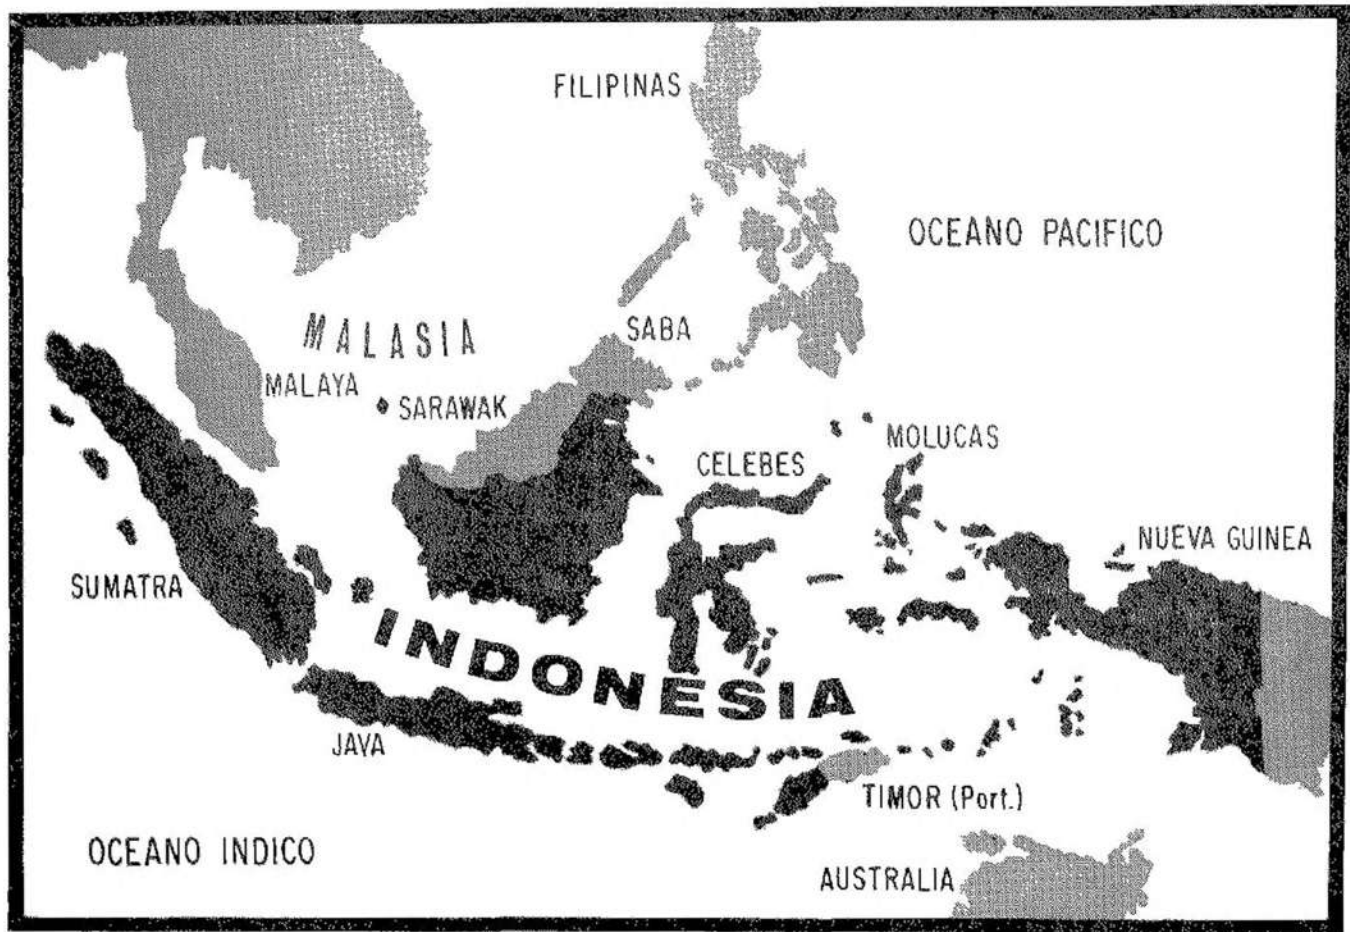 FILIPINAS
OCEANO PACIFICO
MALASIA
SABA
MALAYA
SARAWAK
MOLUCAS
CELEBES
NUEVA GUINEA
SUMATRA
INDONESIA
JAVA
TIMOR (Port.)
OCEANO INDICO
AUSTRALIA